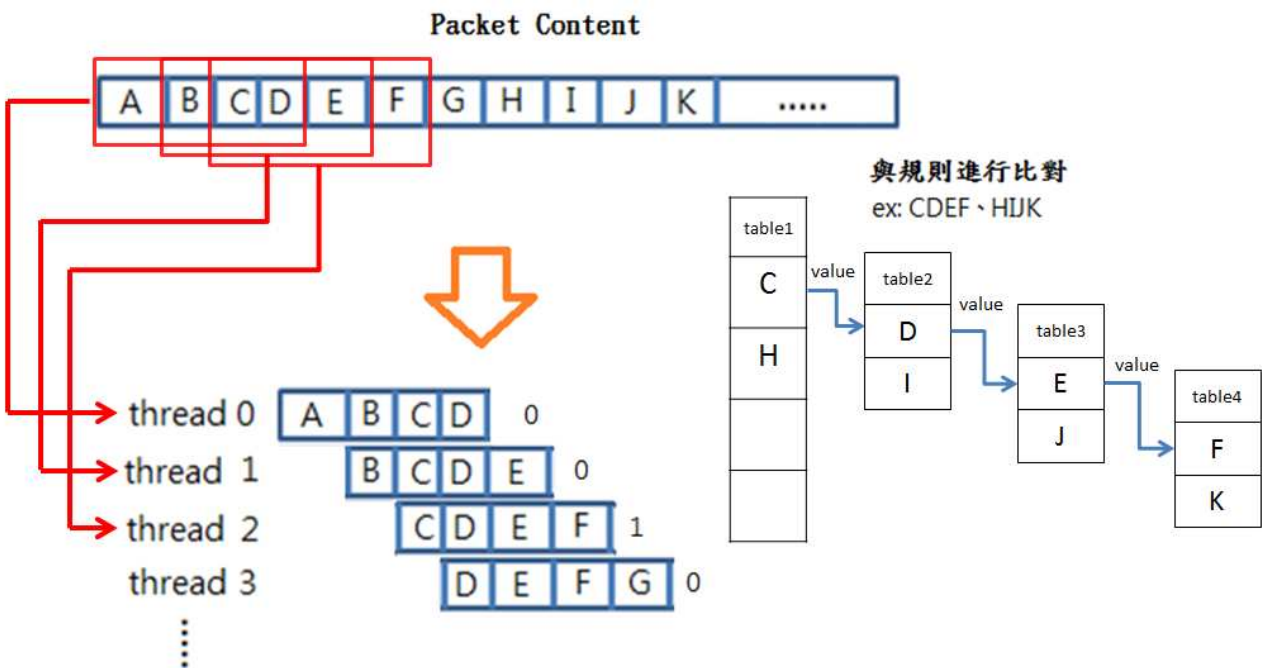 Packet Content
A B C D E F G H I J K .....
與規則進行比對
ex: CDEF、HIJK
table1
C
H
value
table2
D
I
value
table3
E
J
value
table4
F
K
thread 0 A B C D 0
thread 1 B C D E 0
thread 2 C D E F 1
thread 3 D E F G 0